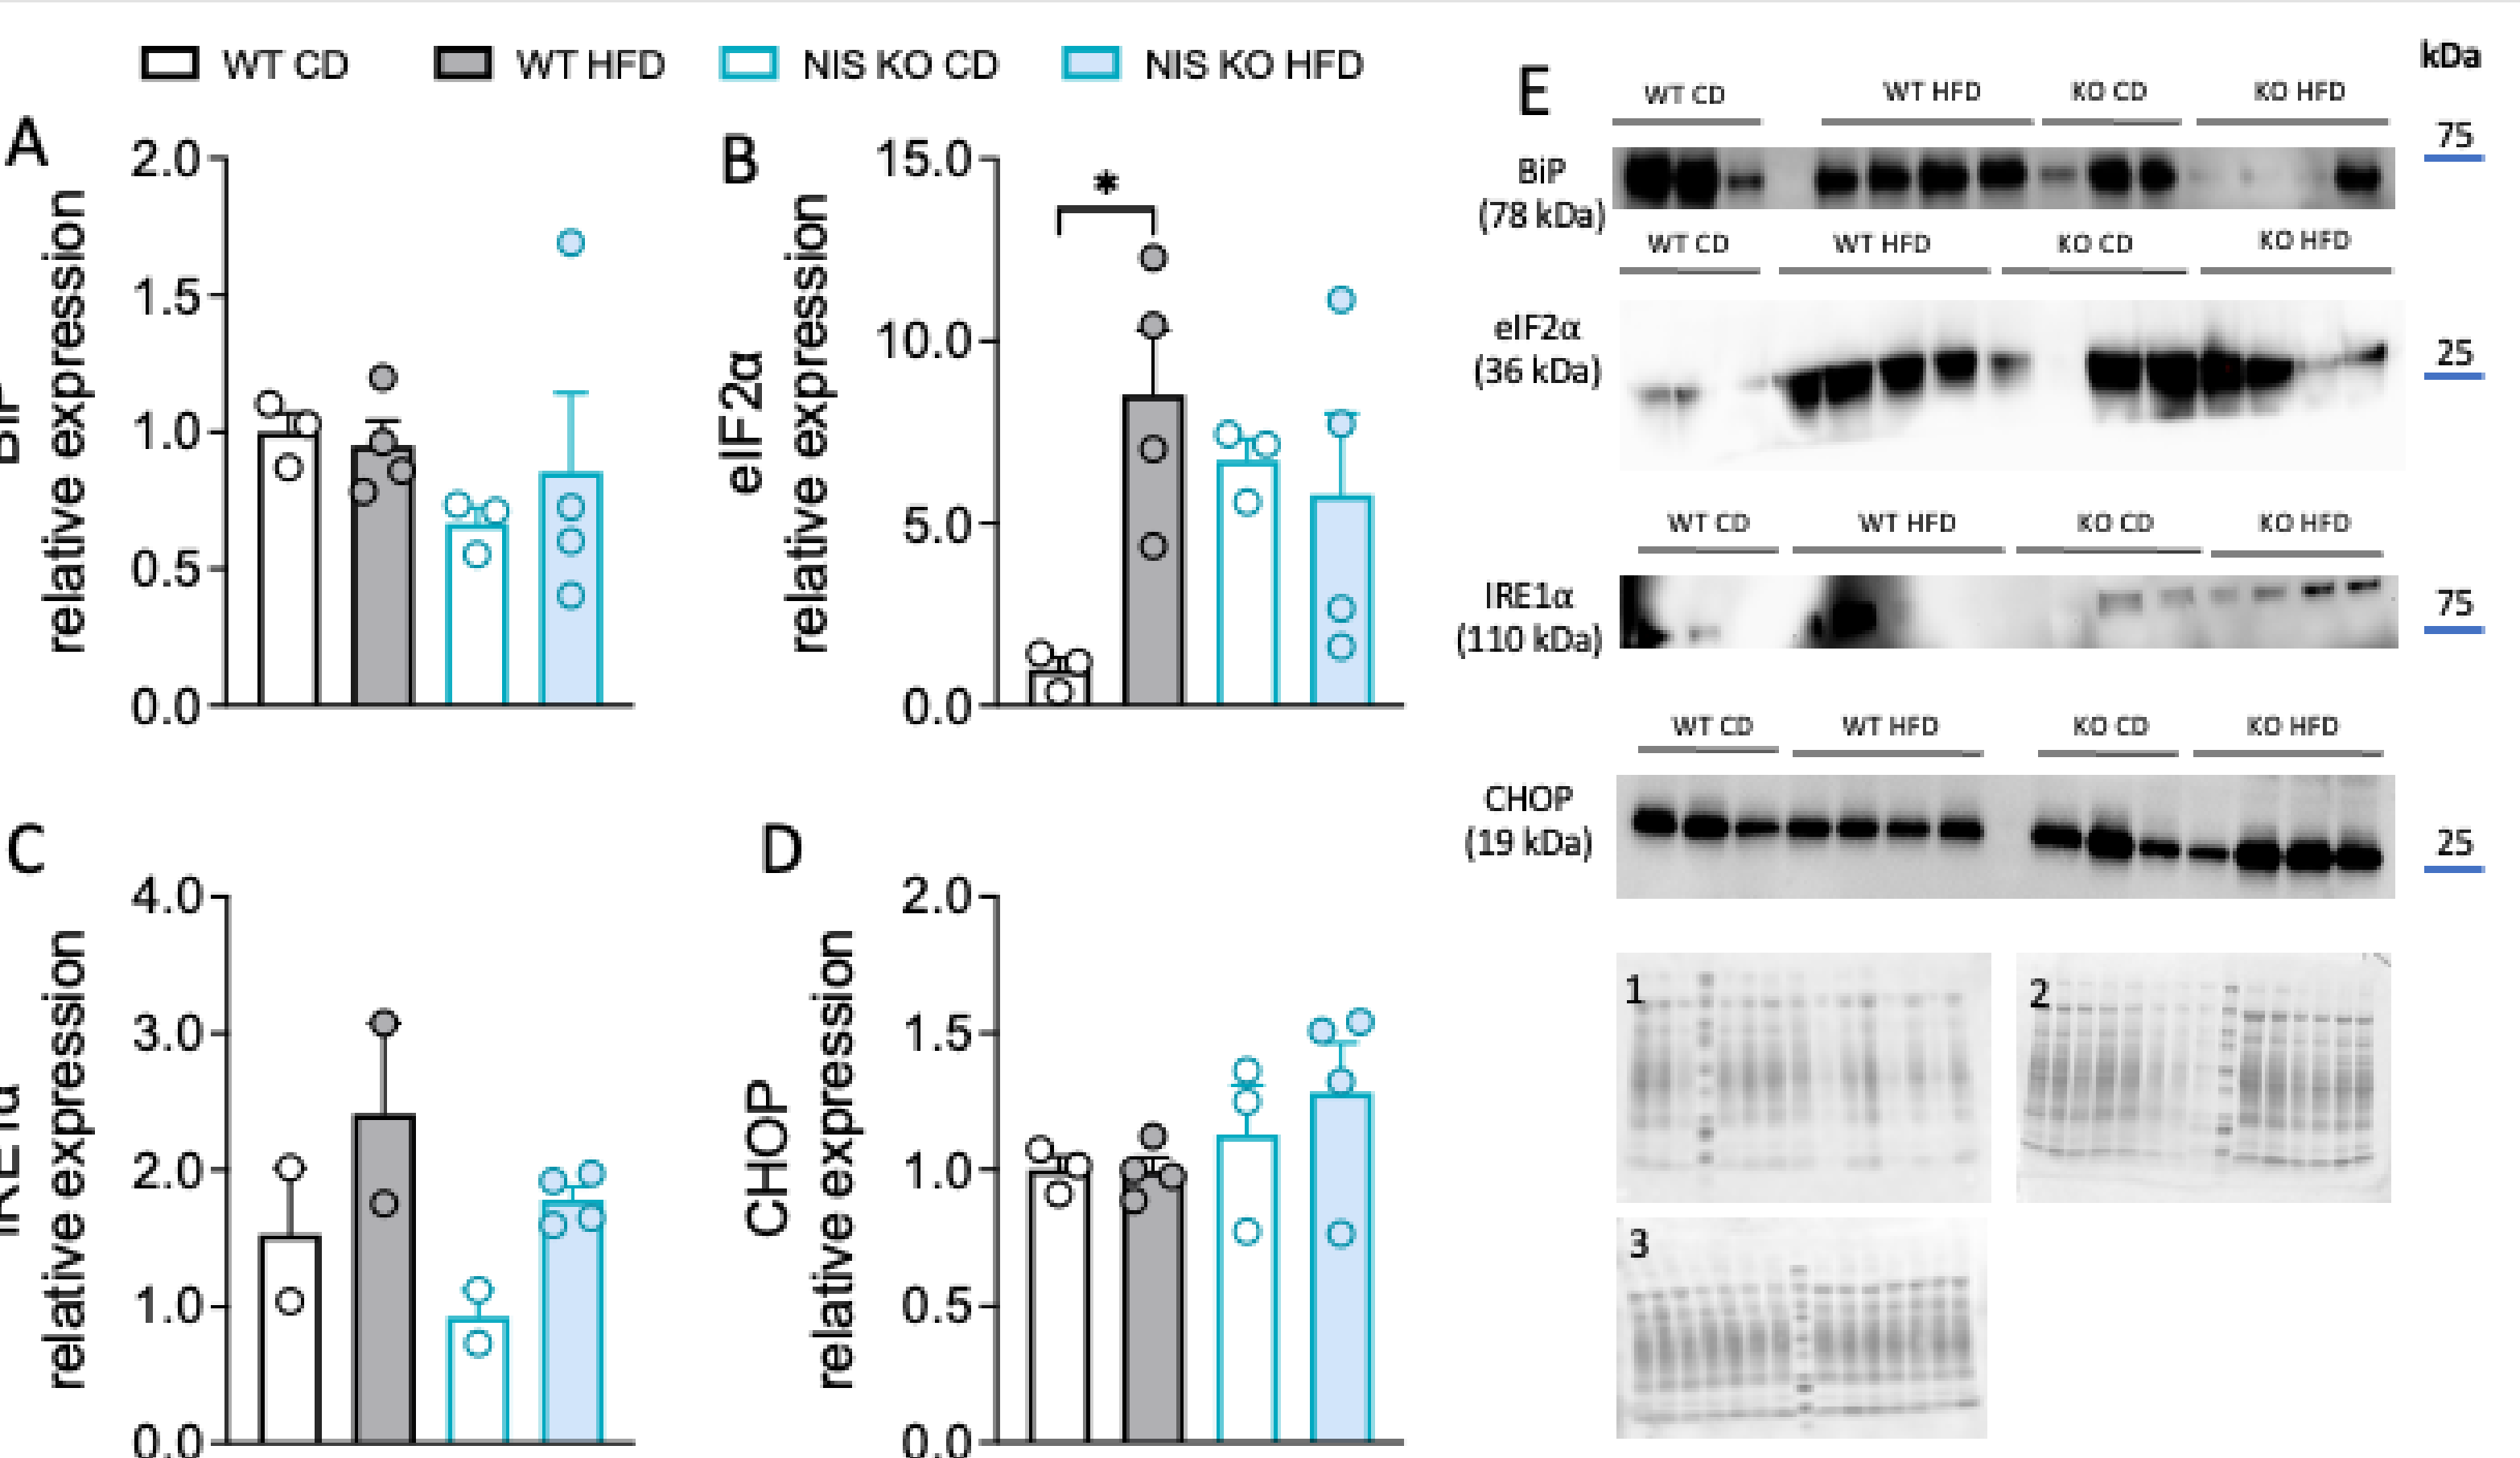 WT CD WT HFD NIS KO CD NIS KO HFD
A
relative expression
2.0
1.5
1.0
0.5
0.0
B
eIF2α
relative expression
15.0
10.0
5.0
0.0
*
C
relative expression
4.0
3.0
2.0
1.0
0.0
D
CHOP
relative expression
2.0
1.5
1.0
0.5
0.0
E
kDa
WT CD WT HFD KO CD KO HFD
BiP
(78 kDa)
75
WT CD WT HFD KO CD KO HFD
eIF2α
(36 kDa)
25
WT CD WT HFD KO CD KO HFD
IRE1α
(110 kDa)
75
WT CD WT HFD KO CD KO HFD
CHOP
(19 kDa)
25
1
2
3